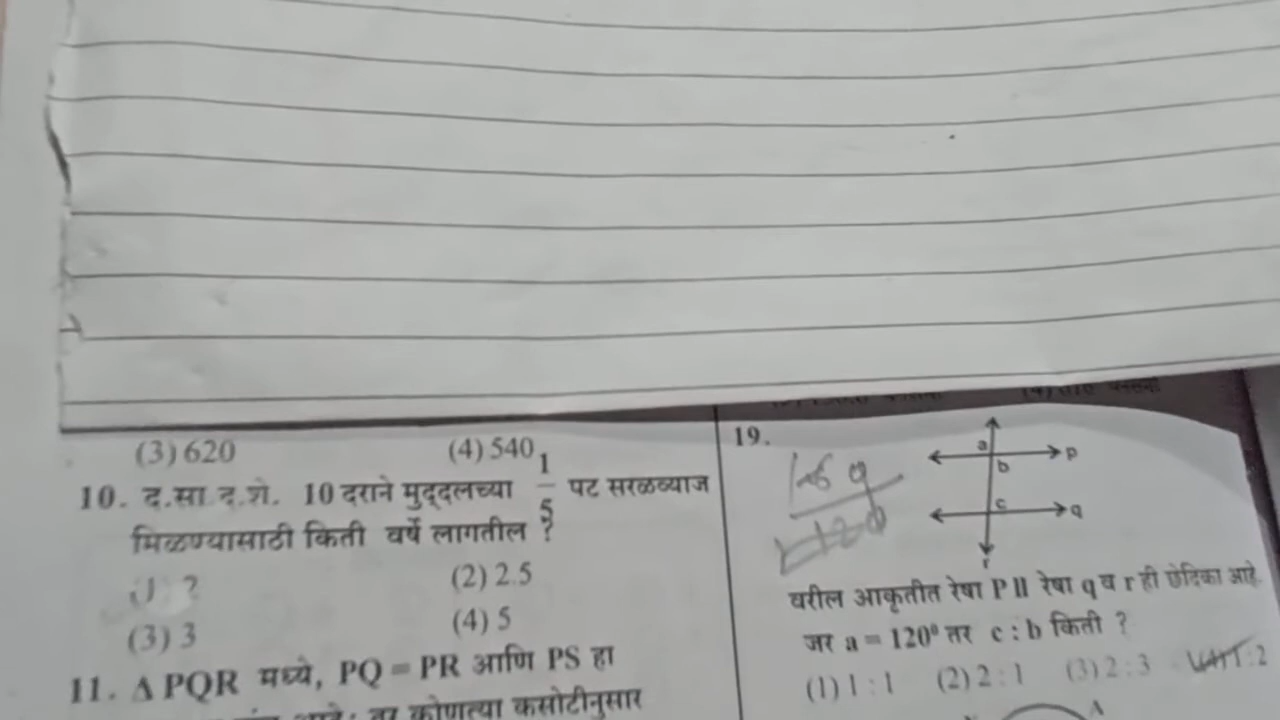 (3) 620 (4) 540
10. द.सा.द.शे. 10 दराने मुद्दलच्या 1/5 पट सरळव्याज
मिळण्यासाठी किती वर्षे लागतील ?
(2) 2.5
(3) 3 (4) 5
11. Δ PQR मध्ये, PQ = PR आणि PS हा
कोणत्या कसोटीनुसार
19.
a
b
p
c
q
r
वरील आकृतीत रेषा P || रेषा q व r ही छेदिका आहे.
जर a = 120° तर c : b किती ?
(1) 1 : 1 (2) 2 : 1 (3) 2 : 3 (4) 1 : 2
A